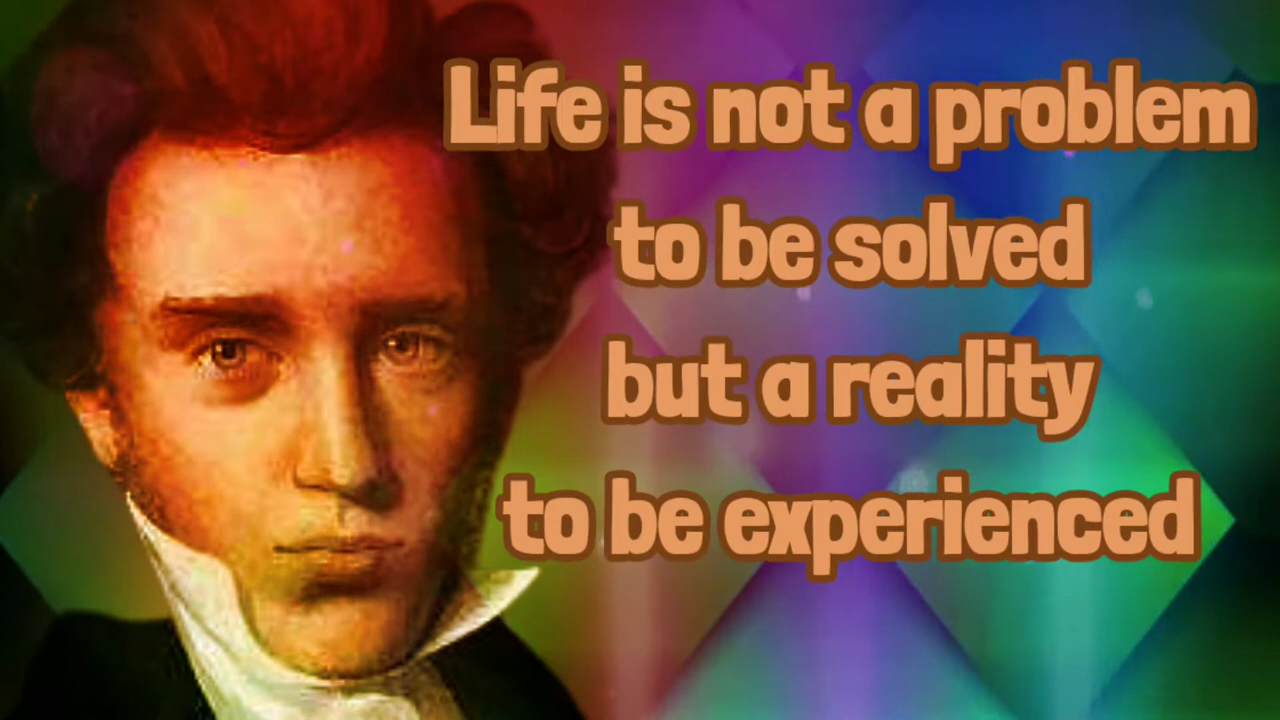 Life is not a problem
to be solved
but a reality
to be experienced